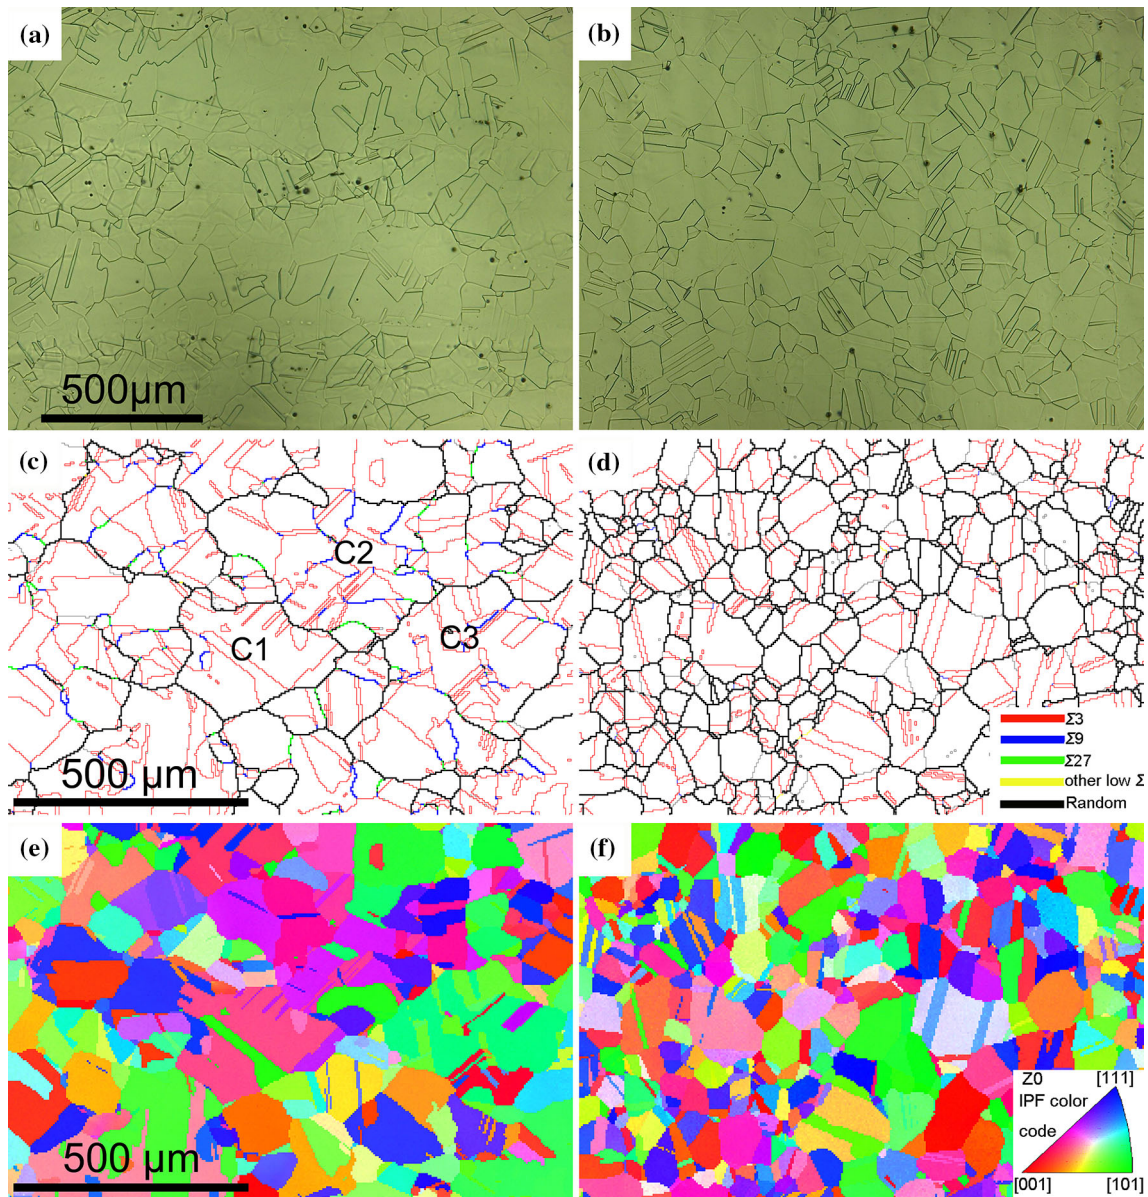 (a)
(b)
500μm
(c)
(d)
C2
C1
C3
500 μm
Σ3
Σ9
Σ27
other low Σ
Random
(e)
(f)
500 μm
Z0 [111]
IPF color
code
[001] [101]